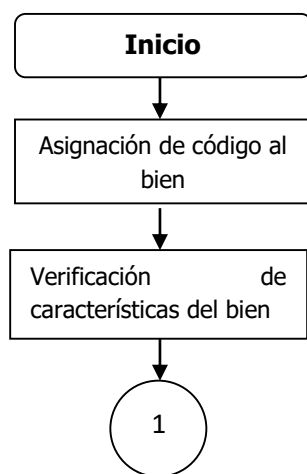 Inicio
Asignación de código al
bien
Verificación de
características del bien
1